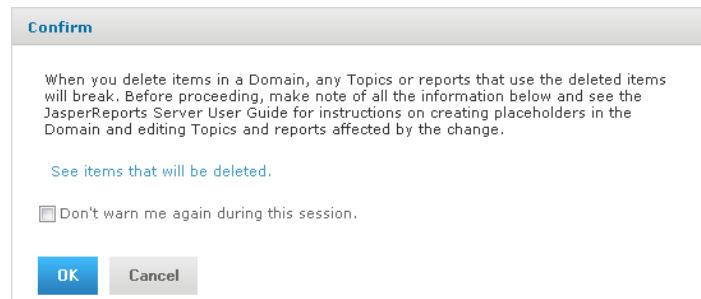 Confirm
When you delete items in a Domain, any Topics or reports that use the deleted items
will break. Before proceeding, make note of all the information below and see the
JasperReports Server User Guide for instructions on creating placeholders in the
Domain and editing Topics and reports affected by the change.
See items that will be deleted.
Don't warn me again during this session.
OK Cancel